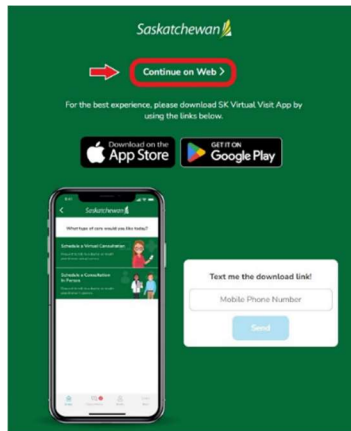 Saskatchewan
Continue on Web >
For the best experience, please download SK Virtual Visit App by
using the links below.
Download on the
App Store
GET IT ON
Google Play
Saskatchewan
What type of care would you like today?
Schedule a Virtual Consultation
Schedule a Consultation
In Person
Text me the download link!
Mobile Phone Number
Send